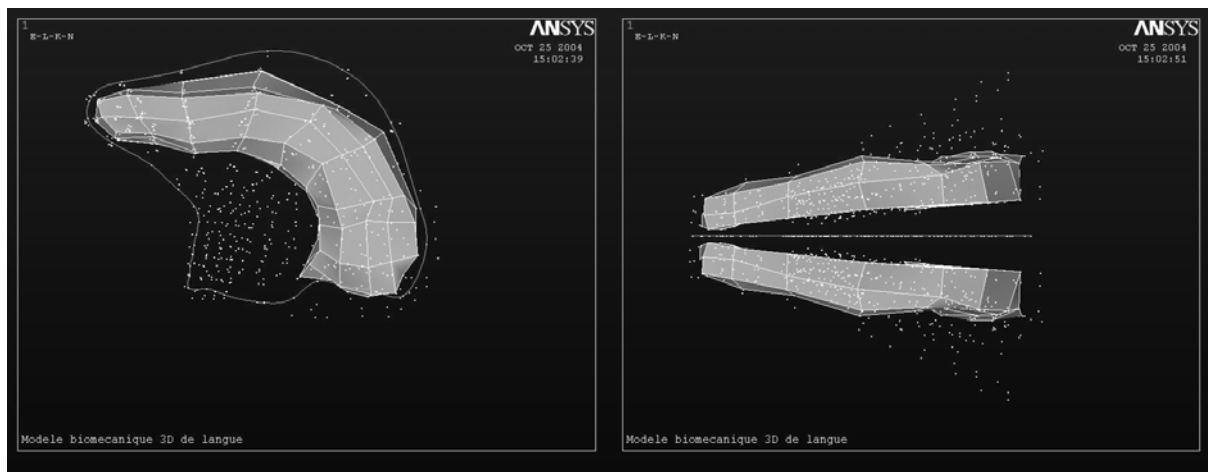 1
ANSYS
E-L-K-N
OCT 25 2004
15:02:39
Modele biomecanique 3D de langue
1
ANSYS
E-L-K-N
OCT 25 2004
15:02:51
Modele biomecanique 3D de langue